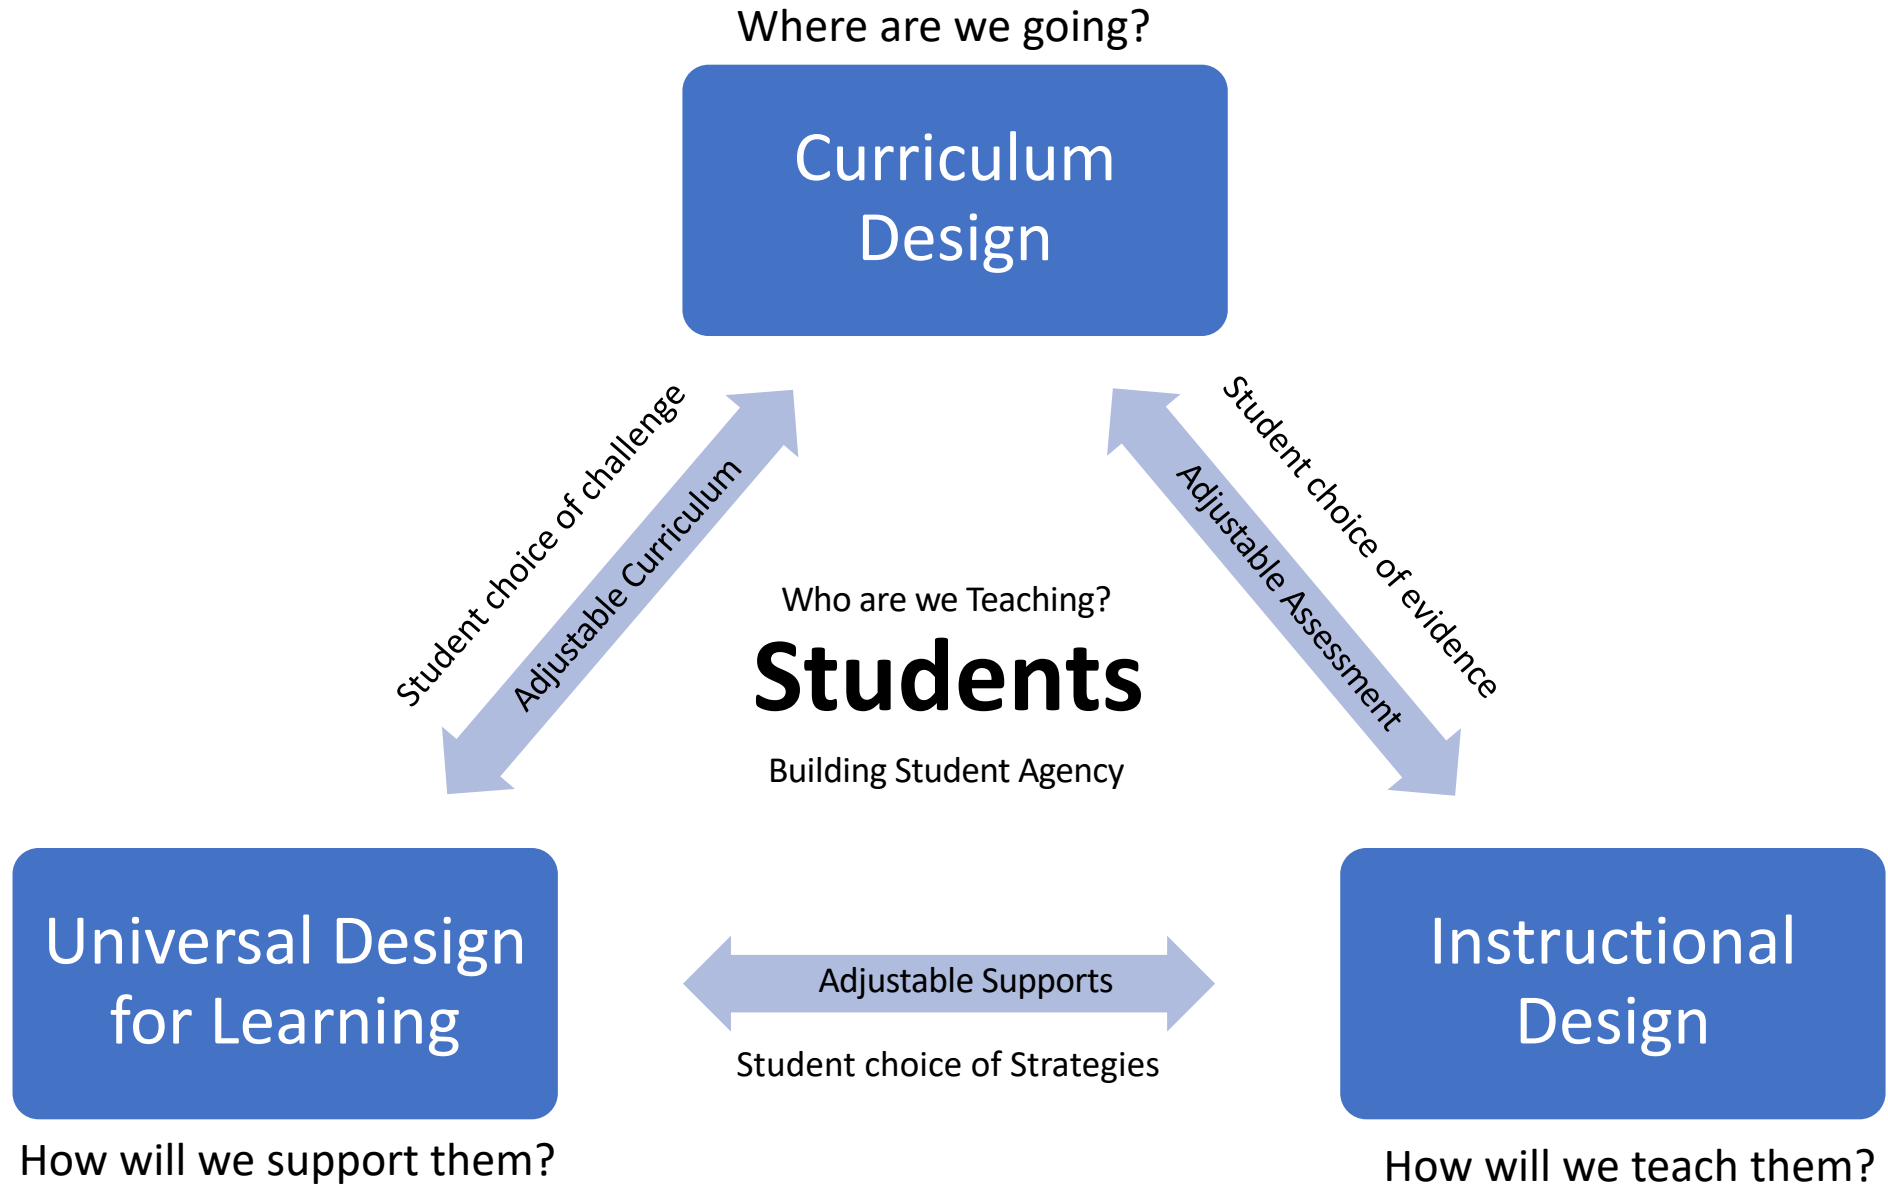 Where are we going?
Curriculum
Design
Student choice of challenge
Adjustable Curriculum
Adjustable Assessment
Student choice of evidence
Who are we Teaching?
Students
Building Student Agency
Universal Design
for Learning
Adjustable Supports
Student choice of Strategies
Instructional
Design
How will we support them?
How will we teach them?